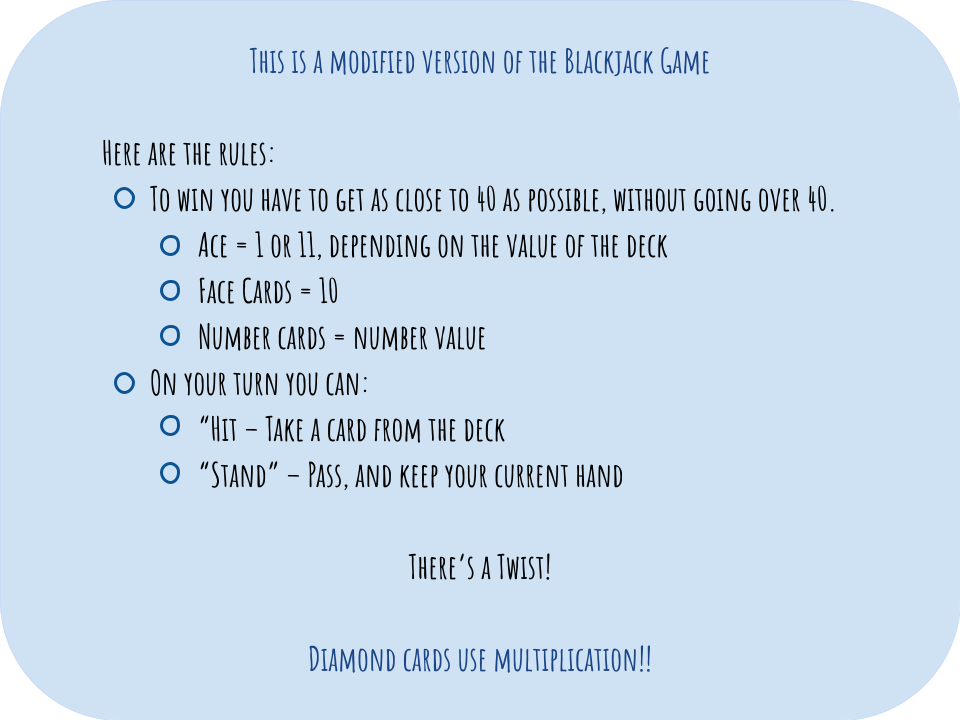 This is a modified version of the Blackjack Game
Here are the rules:
To win you have to get as close to 40 as possible, without going over 40.
Ace = 1 or 11, depending on the value of the deck
Face Cards = 10
Number cards = number value
On your turn you can:
“Hit – Take a card from the deck
“Stand” – Pass, and keep your current hand
There’s a Twist!
Diamond cards use multiplication!!